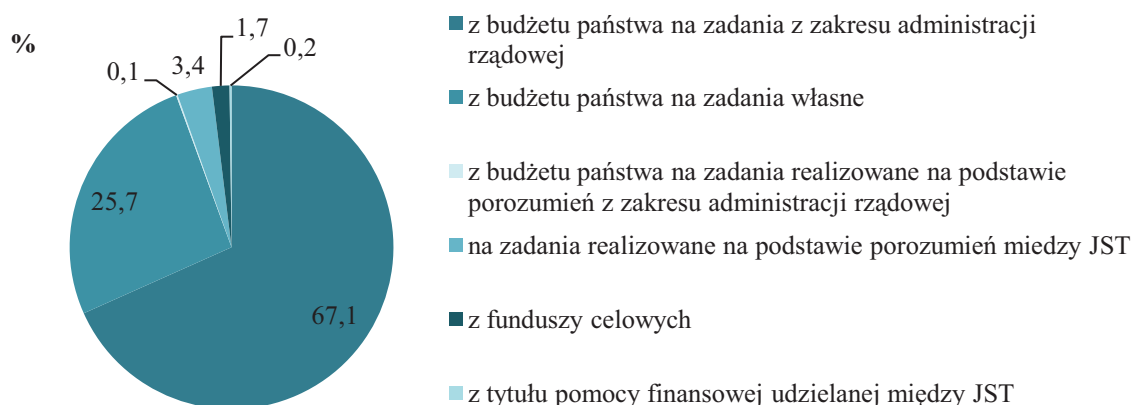 %
1,7
0,2
3,4
0,1
25,7
67,1
z budżetu państwa na zadania z zakresu administracji
rządowej
z budżetu państwa na zadania własne
z budżetu państwa na zadania realizowane na podstawie
porozumień z zakresu administracji rządowej
na zadania realizowane na podstawie porozumień miedzy JST
z funduszy celowych
z tytułu pomocy finansowej udzielanej między JST